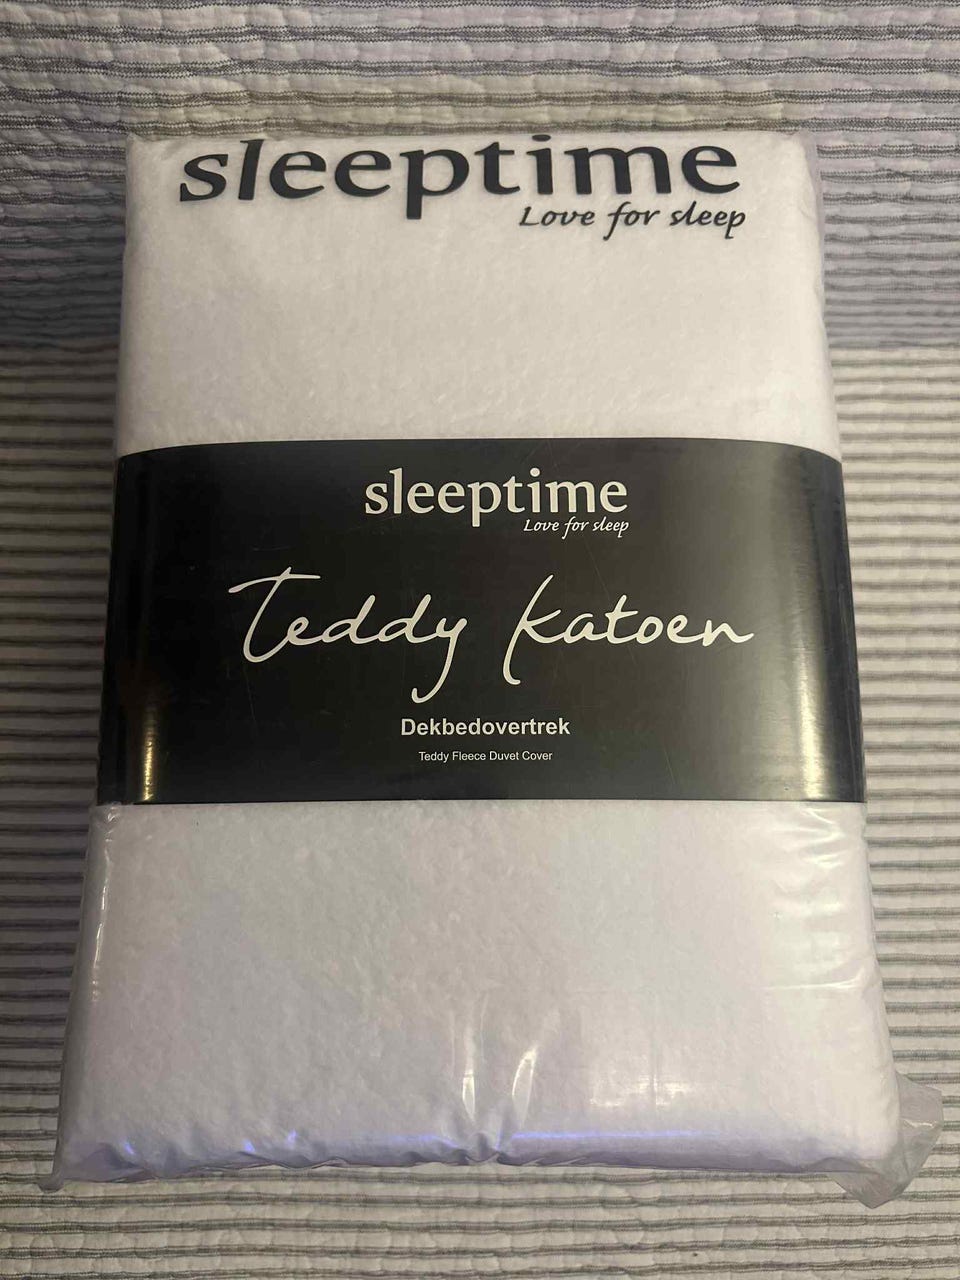 sleeptime
Love for sleep
sleeptime
Love for sleep
Teddy Katoen
Dekbedovertrek
Teddy Fleece Duvet Cover